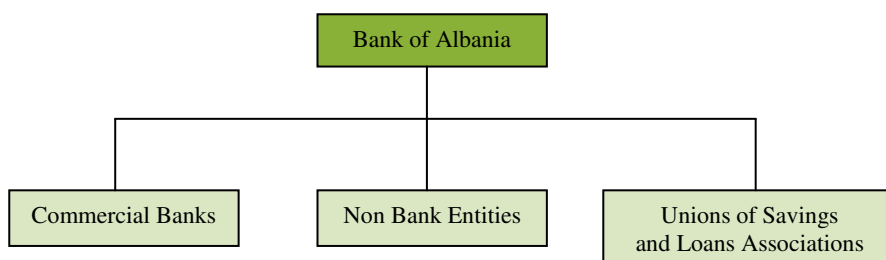 Bank of Albania
Commercial Banks
Non Bank Entities
Unions of Savings
and Loans Associations